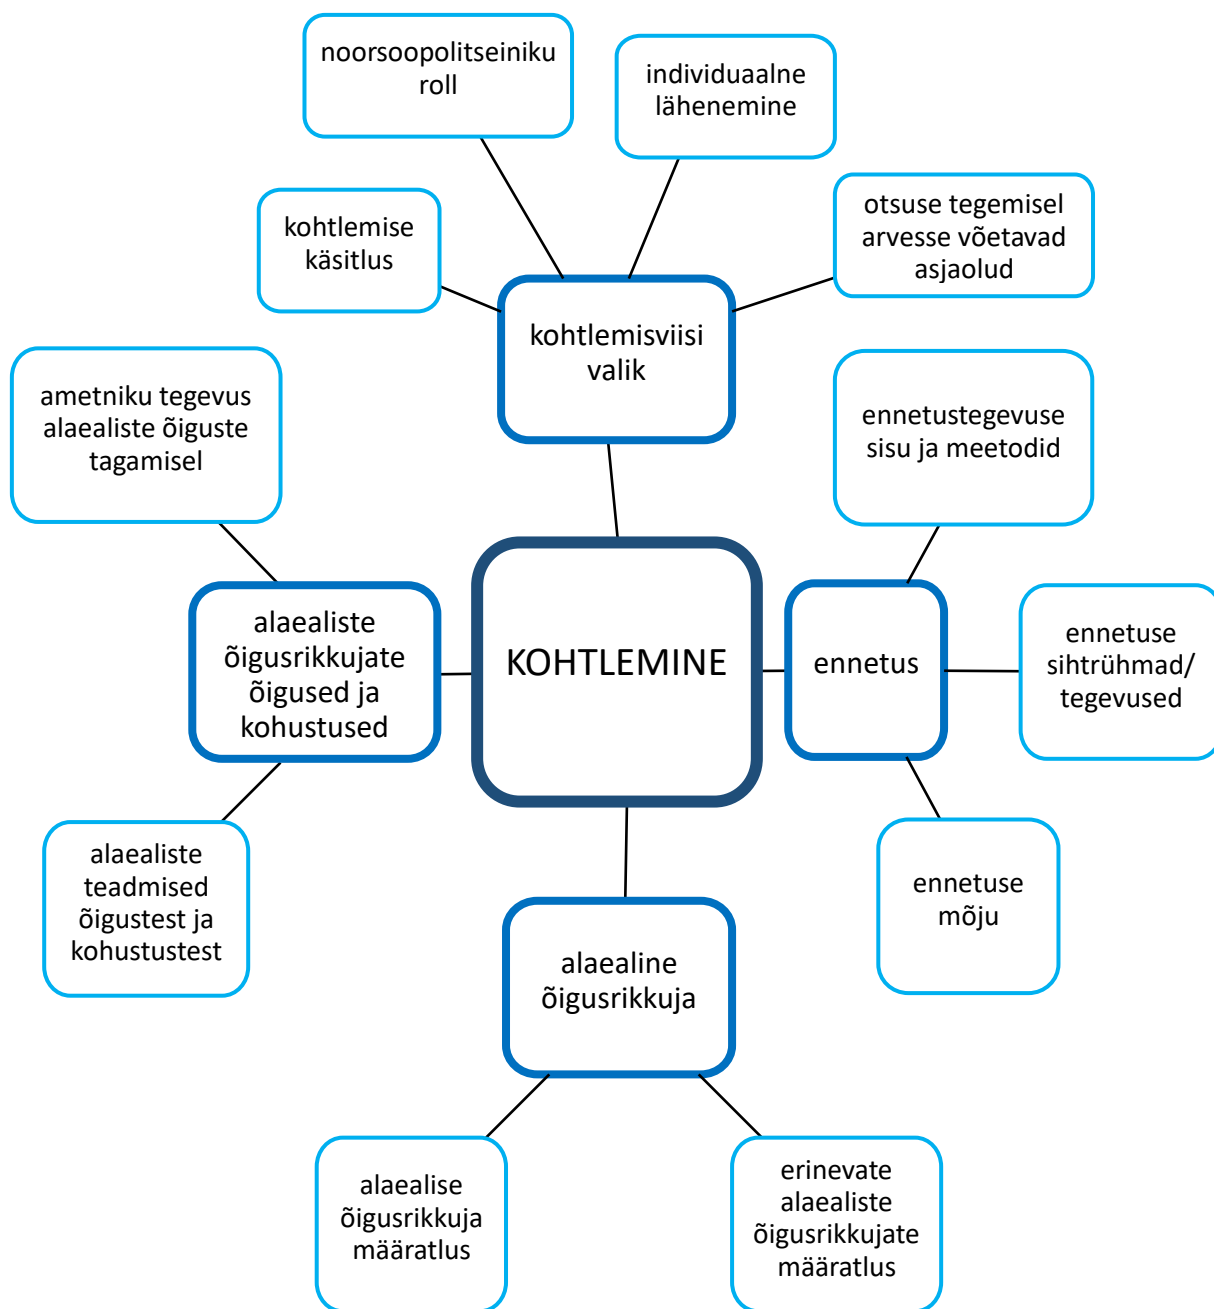 noorsoopolitseiniku
roll
individuaalne
lähenemine
kohtlemise
käsitlus
otsuse tegemisel
arvesse võetavad
asjaolud
kohtlemisviisi
valik
ametniku tegevus
alaealiste õiguste
tagamisel
ennetustegevuse
sisu ja meetodid
alaealiste
õigusrikkujate
õigused ja
kohustused
KOHTLEMINE
ennetus
ennetuse
sihtrühmad/
tegevused
alaealiste
teadmised
õigustest ja
kohustustest
ennetuse
mõju
alaealine
õigusrikkuja
alaealise
õigusrikkuja
määratlus
erinevate
alaealiste
õigusrikkujate
määratlus